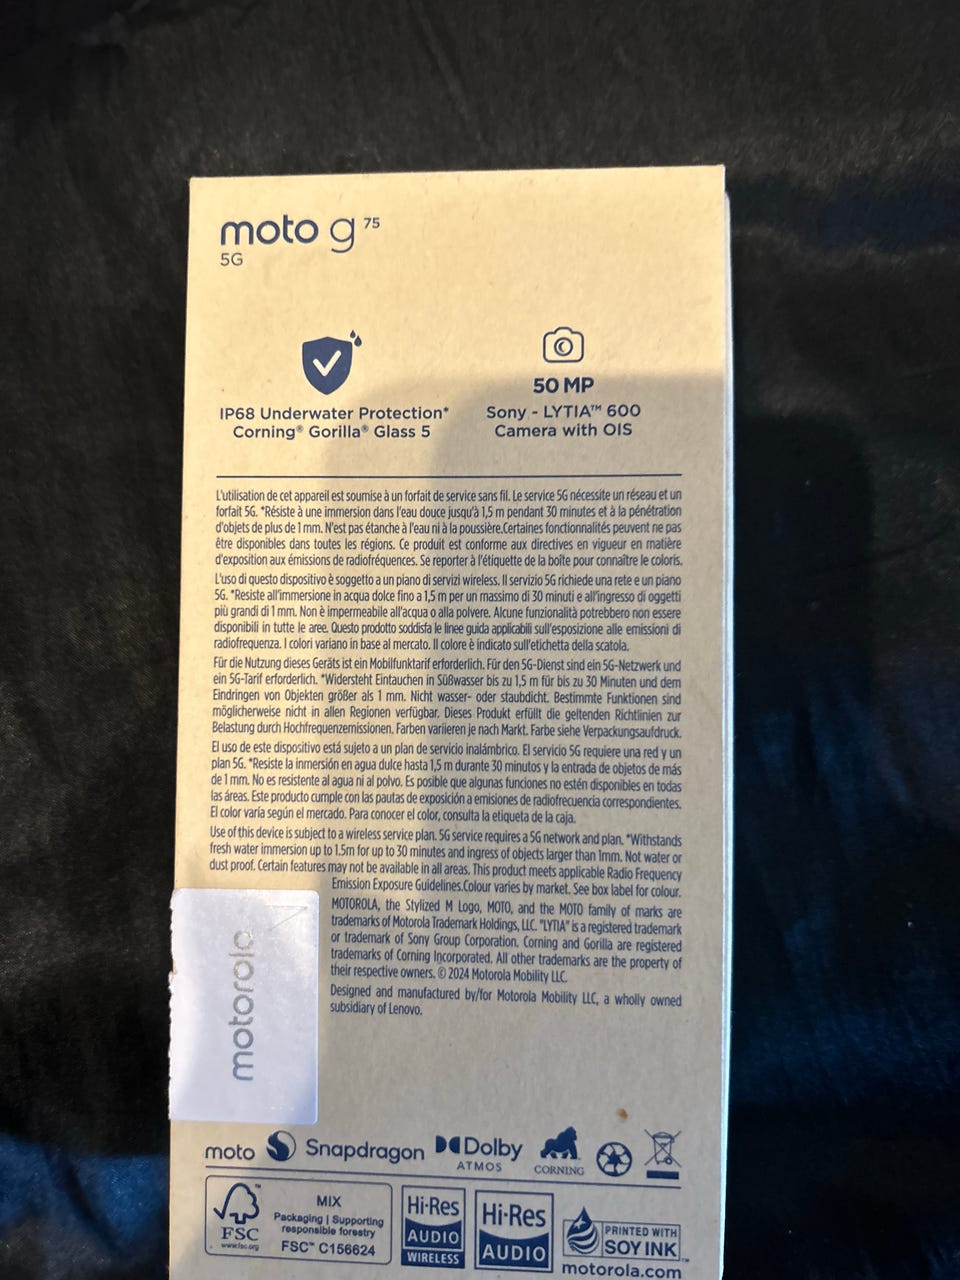 moto g 75
5G
IP68 Underwater Protection*
Corning® Gorilla® Glass 5
50 MP
Sony - LYTIA™ 600
Camera with OIS
L'utilisation de cet appareil est soumise à un forfait de service sans fil. Le service 5G nécessite un réseau et un
forfait 5G. *Résiste à une immersion dans l'eau douce jusqu'à 1,5 m pendant 30 minutes et à la pénétration
d'objets de plus de 1 mm. N'est pas étanche à l'eau ni à la poussière.Certaines fonctionnalités peuvent ne pas
être disponibles dans toutes les régions. Ce produit est conforme aux directives en vigueur en matière
d'exposition aux émissions de radiofréquences. Se reporter à l'étiquette de la boîte pour connaître le coloris.
L'uso di questo dispositivo è soggetto a un piano di servizi wireless. Il servizio 5G richiede una rete e un piano
5G. *Resiste all'immersione in acqua dolce fino a 1,5 m per un massimo di 30 minuti e all'ingresso di oggetti
più grandi di 1 mm. Non è impermeabile all'acqua o alla polvere. Alcune funzionalità potrebbero non essere
disponibili in tutte le aree. Questo prodotto soddisfa le linee guida applicabili sull'esposizione alle emissioni di
radiofrequenza. I colori variano in base al mercato. Il colore è indicato sull'etichetta della scatola.
Für die Nutzung dieses Geräts ist ein Mobilfunktarif erforderlich. Für den 5G-Dienst sind ein 5G-Netzwerk und
ein 5G-Tarif erforderlich. *Widersteht Eintauchen in Süßwasser bis zu 1,5 m für bis zu 30 Minuten und dem
Eindringen von Objekten größer als 1 mm. Nicht wasser- oder staubdicht. Bestimmte Funktionen sind
möglicherweise nicht in allen Regionen verfügbar. Dieses Produkt erfüllt die geltenden Richtlinien zur
Belastung durch Hochfrequenzemissionen. Farben variieren je nach Markt. Farbe siehe Verpackungsaufdruck.
El uso de este dispositivo está sujeto a un plan de servicio inalámbrico. El servicio 5G requiere una red y un
plan 5G. *Resiste la inmersión en agua dulce hasta 1,5 m durante 30 minutos y la entrada de objetos de más
de 1 mm. No es resistente al agua ni al polvo. Es posible que algunas funciones no estén disponibles en todas
las áreas. Este producto cumple con las pautas de exposición a emisiones de radiofrecuencia correspondientes.
El color varía según el mercado. Para conocer el color, consulta la etiqueta de la caja.
Use of this device is subject to a wireless service plan. 5G service requires a 5G network and plan. *Withstands
fresh water immersion up to 1.5m for up to 30 minutes and ingress of objects larger than 1mm. Not water or
dust proof. Certain features may not be available in all areas. This product meets applicable Radio Frequency
Emission Exposure Guidelines.Colour varies by market. See box label for colour.
MOTOROLA, the Stylized M Logo, MOTO, and the MOTO family of marks are
trademarks of Motorola Trademark Holdings, LLC. "LYTIA" is a registered trademark
or trademark of Sony Group Corporation. Corning and Gorilla are registered
trademarks of Corning Incorporated. All other trademarks are the property of
their respective owners. © 2024 Motorola Mobility LLC.
Designed and manufactured by/for Motorola Mobility LLC, a wholly owned
subsidiary of Lenovo.
motorola
moto Snapdragon Dolby
ATMOS
CORNING
FSC™
www.fsc.org
MIX
Packaging | Supporting
responsible forestry
FSC™ C156624
Hi-Res
AUDIO
WIRELESS
Hi-Res
AUDIO
PRINTED WITH
SOY INK™
motorola.com